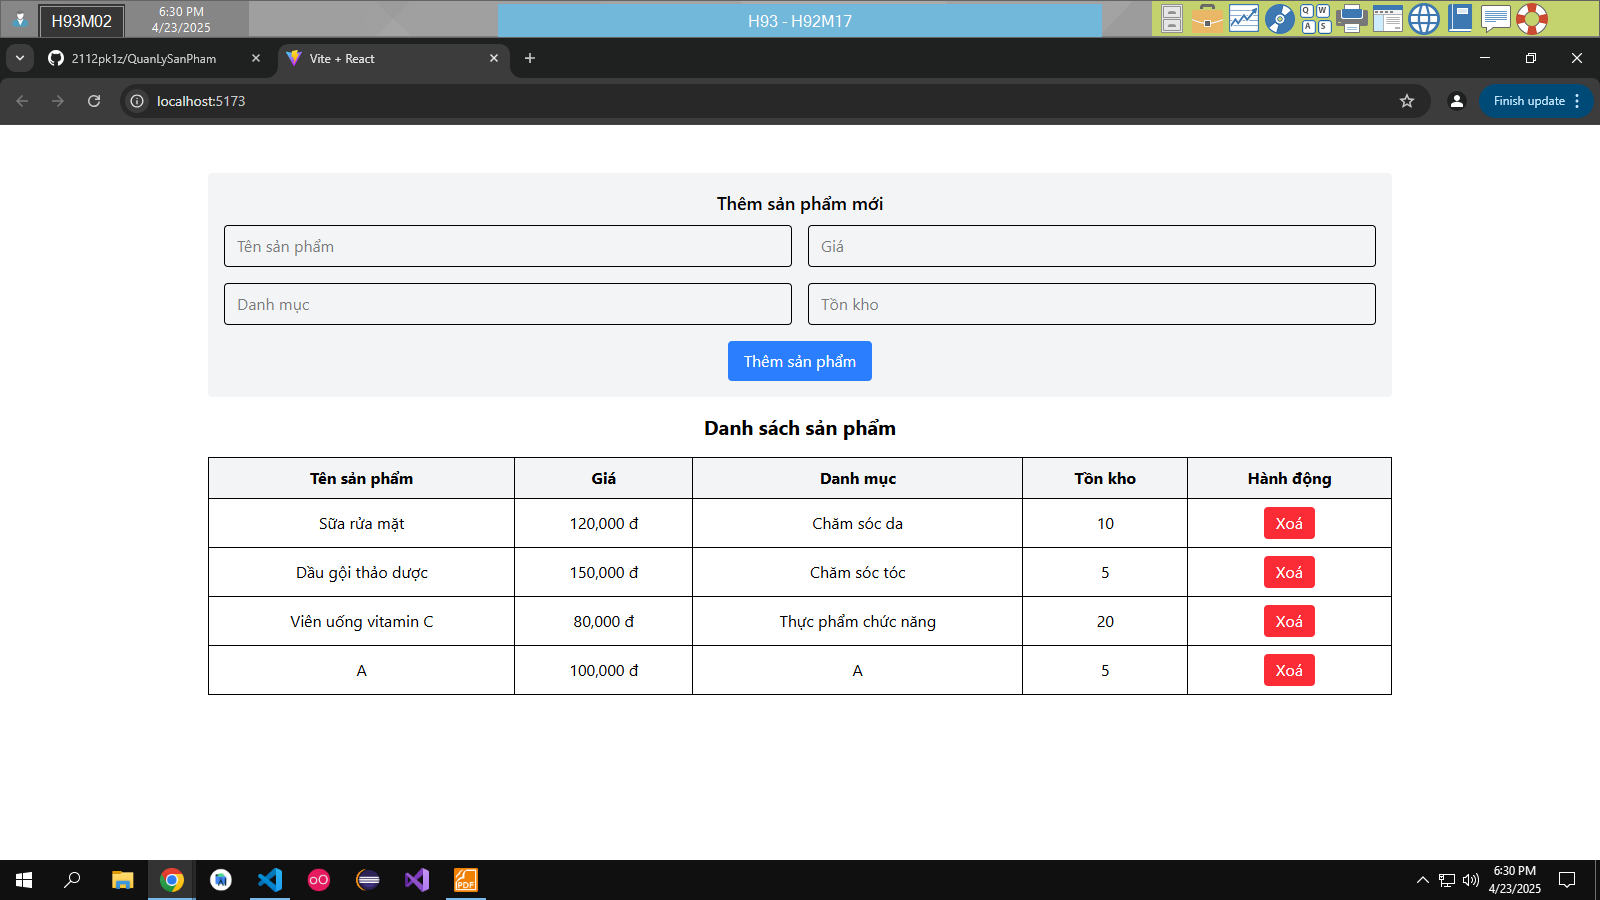 H93M02
6:30 PM
4/23/2025
H93 - H92M17
Q W
A S
2112pk1z/QuanLySanPham
Vite + React
localhost:5173
Finish update
Thêm sản phẩm mới
Tên sản phẩm Giá
Danh mục Tồn kho
Thêm sản phẩm
Danh sách sản phẩm
Tên sản phẩm Giá Danh mục Tồn kho Hành động
Sữa rửa mặt 120,000 đ Chăm sóc da 10 Xoá
Dầu gội thảo dược 150,000 đ Chăm sóc tóc 5 Xoá
Viên uống vitamin C 80,000 đ Thực phẩm chức năng 20 Xoá
A 100,000 đ A 5 Xoá
PDF
6:30 PM
4/23/2025